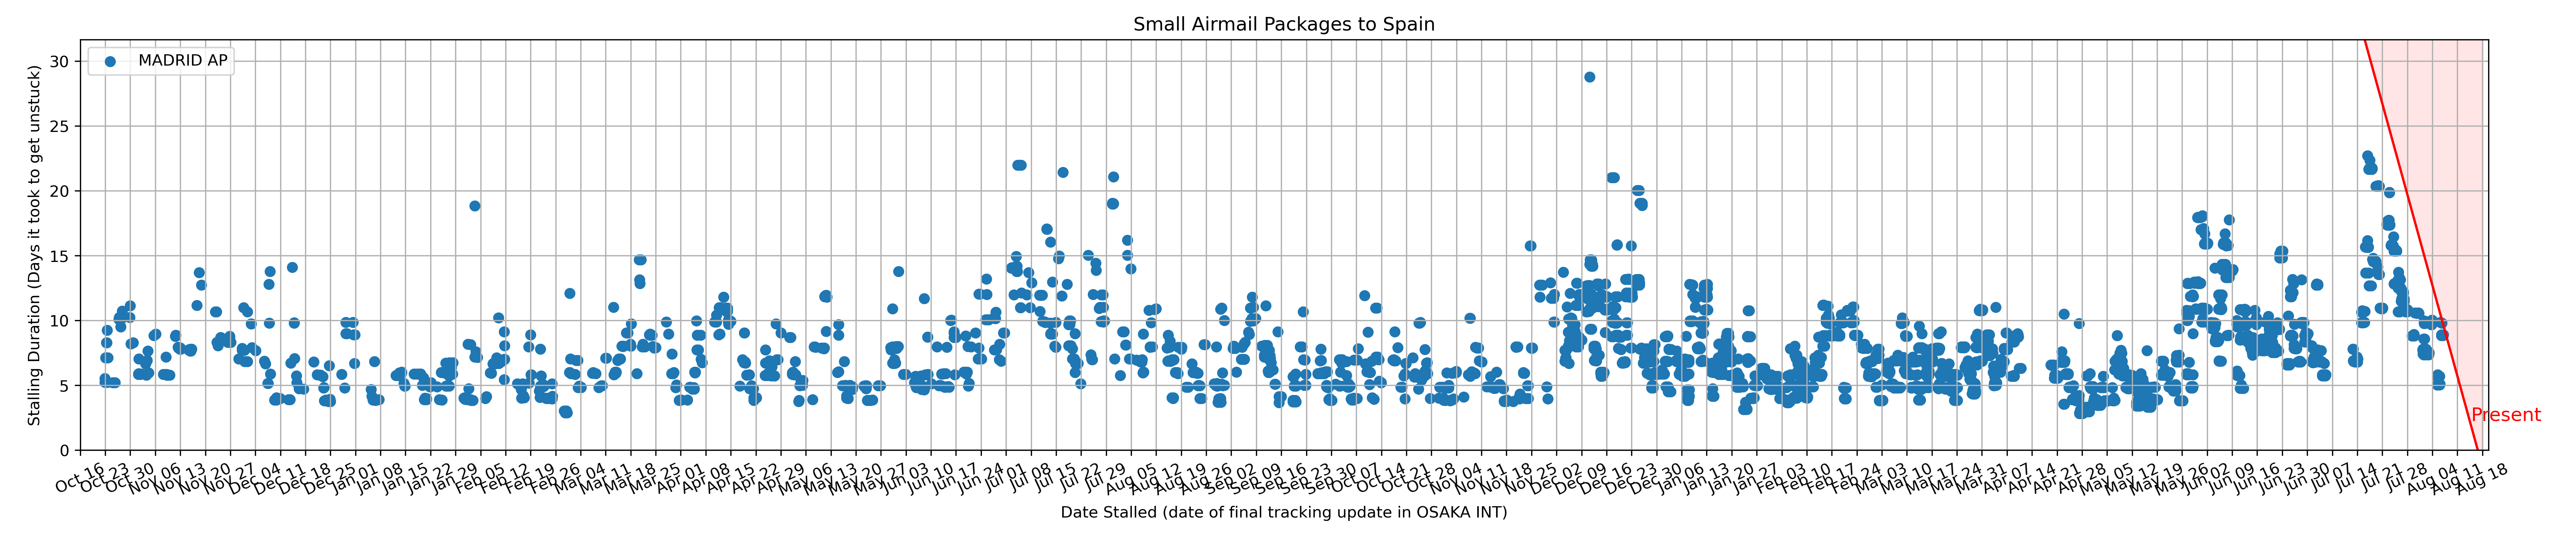 Small Airmail Packages to Spain
MADRID AP
Stalling Duration (Days it took to get unstuck)
30
25
20
15
10
5
0
Present
Oct 16
Oct 23
Oct 30
Nov 06
Nov 13
Nov 20
Nov 27
Dec 04
Dec 11
Dec 18
Dec 25
Jan 01
Jan 08
Jan 15
Jan 22
Jan 29
Feb 05
Feb 12
Feb 19
Feb 26
Mar 04
Mar 11
Mar 18
Mar 25
Apr 01
Apr 08
Apr 15
Apr 22
Apr 29
May 06
May 13
May 20
May 27
Jun 03
Jun 10
Jun 17
Jun 24
Jul 01
Jul 08
Jul 15
Jul 22
Jul 29
Aug 05
Aug 12
Aug 19
Aug 26
Sep 02
Sep 09
Sep 16
Sep 23
Sep 30
Oct 07
Oct 14
Oct 21
Oct 28
Nov 04
Nov 11
Nov 18
Nov 25
Dec 02
Dec 09
Dec 16
Dec 23
Dec 30
Jan 06
Jan 13
Jan 20
Jan 27
Feb 03
Feb 10
Feb 17
Feb 24
Mar 03
Mar 10
Mar 17
Mar 24
Mar 31
Apr 07
Apr 14
Apr 21
Apr 28
May 05
May 12
May 19
May 26
Jun 02
Jun 09
Jun 16
Jun 23
Jun 30
Jul 07
Jul 14
Jul 21
Jul 28
Aug 04
Aug 11
Aug 18
Date Stalled (date of final tracking update in OSAKA INT)